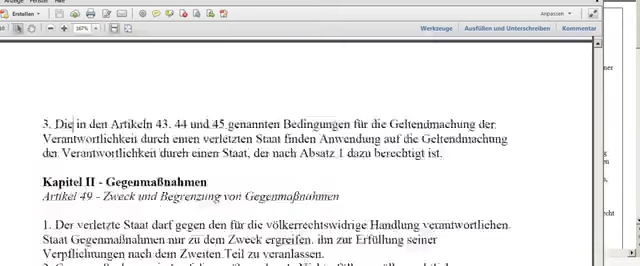 Anzeige Fenster Hilfe
Erstellen
Anpassen
167%
Werkzeuge Ausfüllen und Unterschreiben Kommentar
3. Die in den Artikeln 43, 44 und 45 genannten Bedingungen für die Geltendmachung der
Verantwortlichkeit durch einen verletzten Staat finden Anwendung auf die Geltendmachung
der Verantwortlichkeit durch einen Staat, der nach Absatz 1 dazu berechtigt ist.
Kapitel II - Gegenmaßnahmen
Artikel 49 - Zweck und Begrenzung von Gegenmaßnahmen
1. Der verletzte Staat darf gegen den für die völkerrechtswidrige Handlung verantwortlichen
Staat Gegenmaßnahmen nur zu dem Zweck ergreifen, ihn zur Erfüllung seiner
Verpflichtungen nach dem Zweiten Teil zu veranlassen.